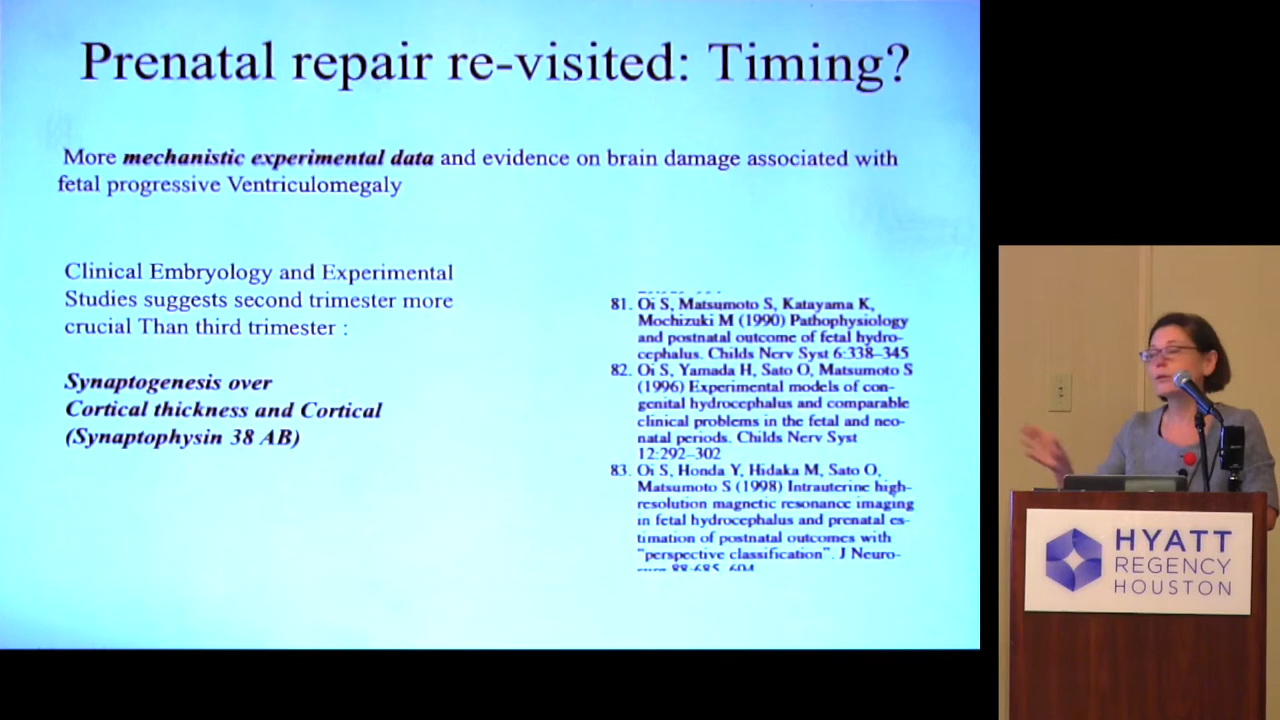 Prenatal repair re-visited: Timing?
More mechanistic experimental data and evidence on brain damage associated with
fetal progressive Ventriculomegaly
Clinical Embryology and Experimental
Studies suggests second trimester more
crucial Than third trimester :
Synaptogenesis over
Cortical thickness and Cortical
(Synaptophysin 38 AB)
81. Oi S, Matsumoto S, Katayama K,
Mochizuki M (1990) Pathophysiology
and postnatal outcome of fetal hydro-
cephalus. Childs Nerv Syst 6:338–345
82. Oi S, Yamada H, Sato O, Matsumoto S
(1996) Experimental models of con-
genital hydrocephalus and comparable
clinical problems in the fetal and neo-
natal periods. Childs Nerv Syst
12:292–302
83. Oi S, Honda Y, Hidaka M, Sato O,
Matsumoto S (1998) Intrauterine high-
resolution magnetic resonance imaging
in fetal hydrocephalus and prenatal es-
timation of postnatal outcomes with
"perspective classification". J Neuro-
HYATT
REGENCY
HOUSTON